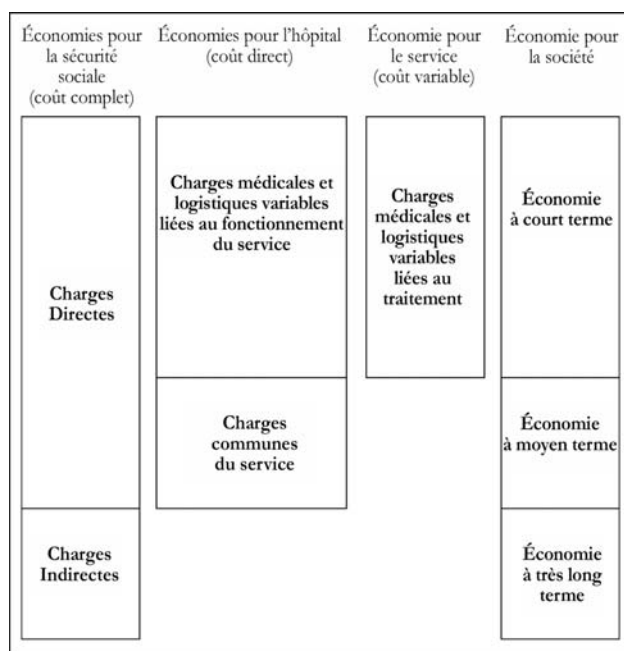 Économies pour
la sécurité
sociale
(coût complet)
Économies pour l'hôpital
(coût direct)
Économie pour
le service
(coût variable)
Économie pour
la société
Charges
Directes
Charges
Indirectes
Charges médicales et
logistiques variables
liées au fonctionnement
du service
Charges
communes
du service
Charges
médicales et
logistiques
variables
liées au
traitement
Économie
à court terme
Économie
à moyen terme
Économie
à très long
terme